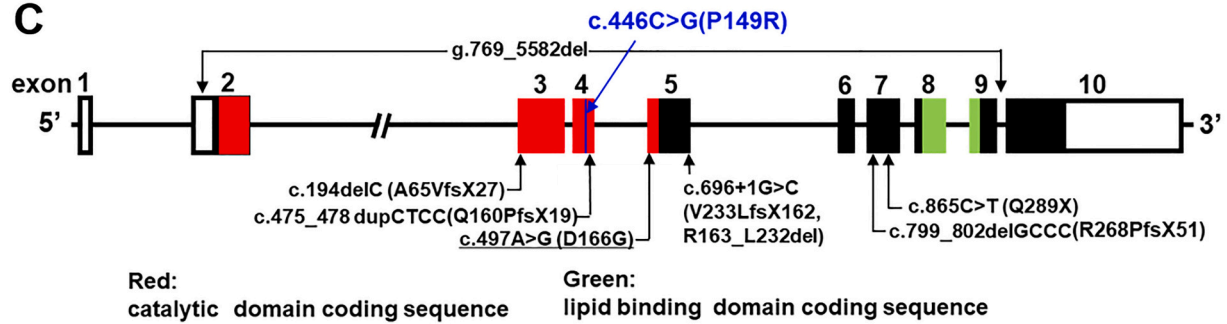 C
c.446C>G(P149R)
g.769_5582del
exon 1 2 3 4 5 6 7 8 9 10
5’ 3’
c.194delC (A65VfsX27)
c.475_478 dupCTCC(Q160PfsX19)
c.497A>G (D166G)
c.696+1G>C
(V233LfsX162,
R163_L232del)
c.865C>T (Q289X)
c.799_802delGCCC(R268PfsX51)
Red:
catalytic domain coding sequence
Green:
lipid binding domain coding sequence